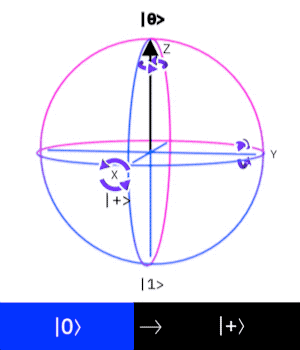 |0>
Z
Y
X
|+>
|1>
|0⟩ → |+⟩